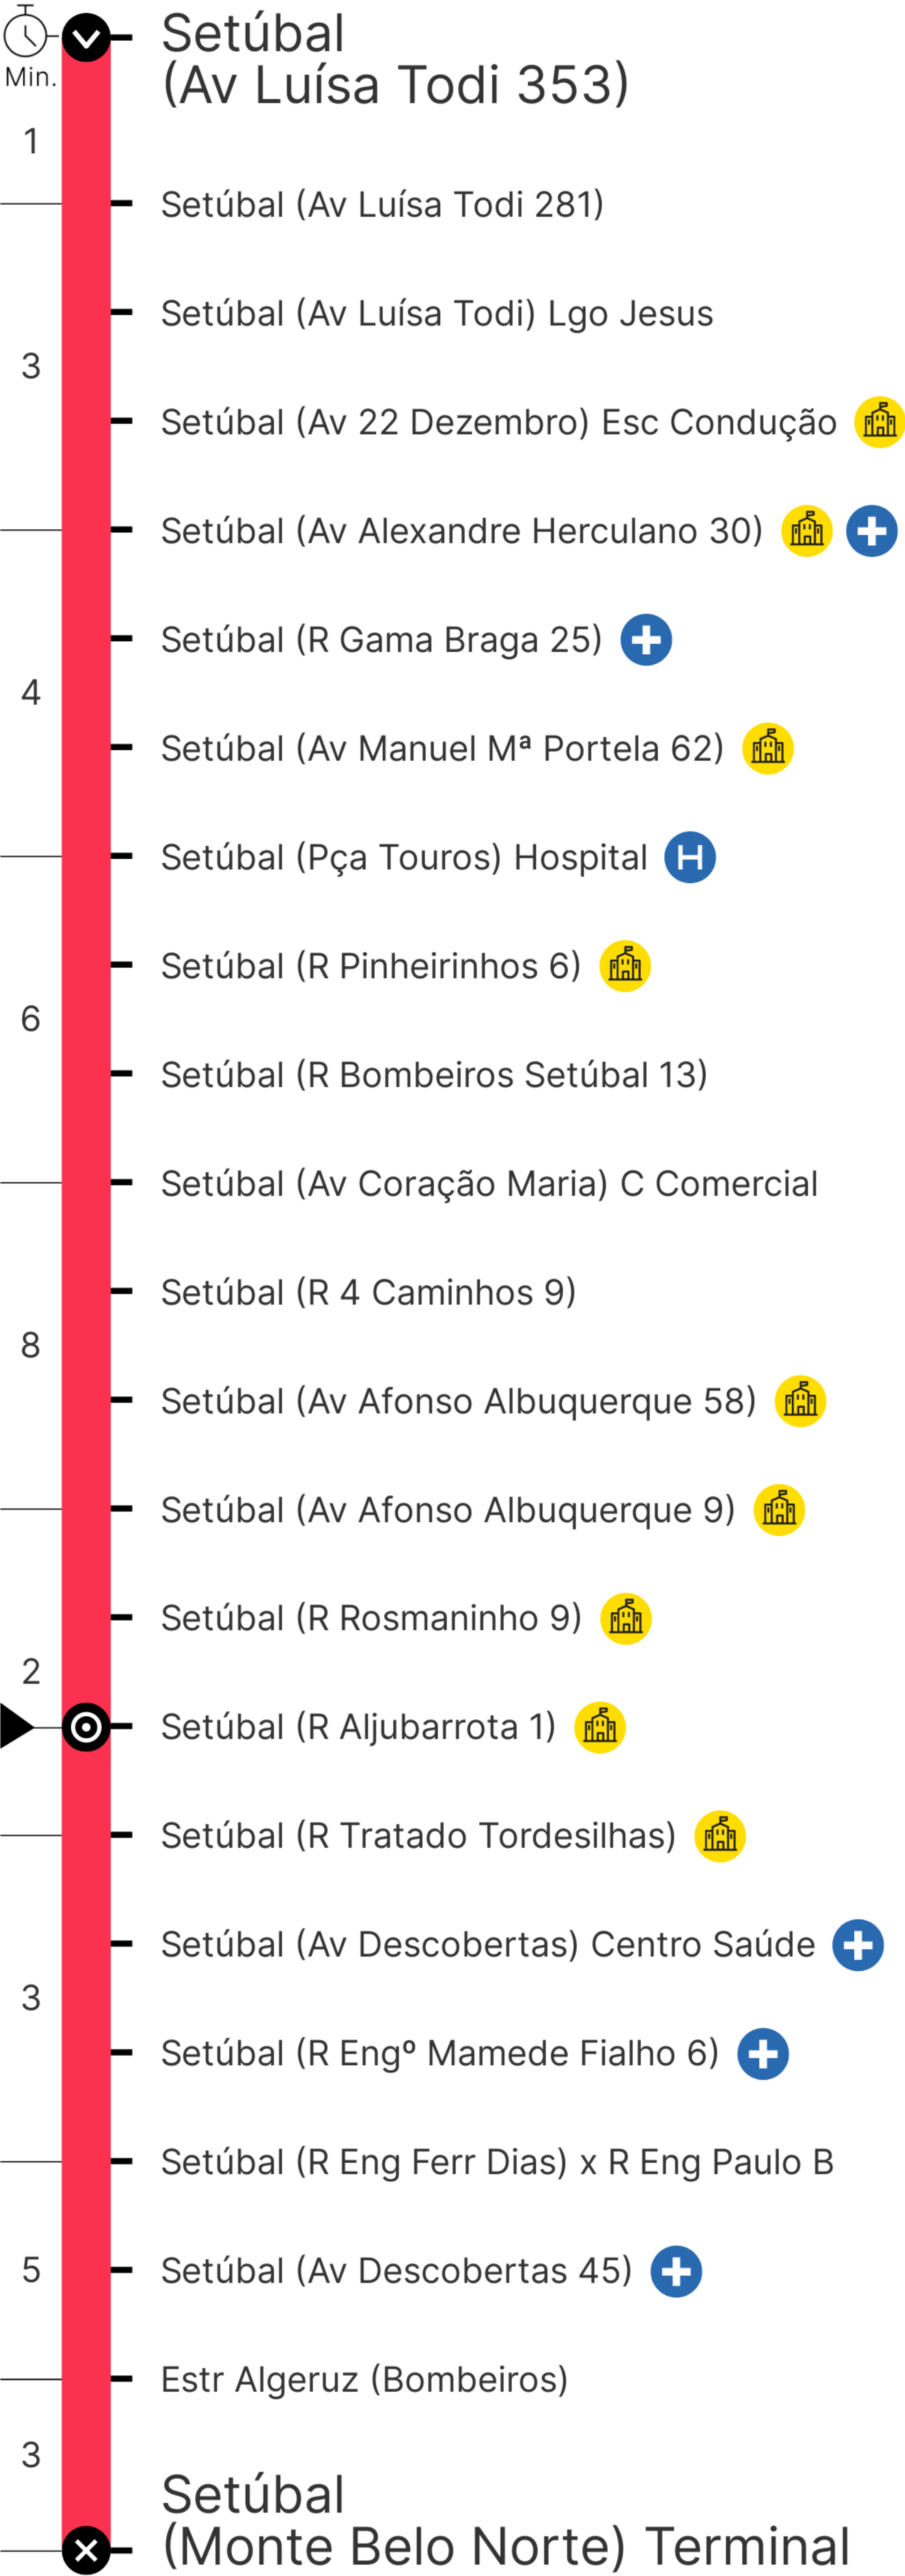 Setúbal
(Av Luísa Todi 353)
Min.
1
Setúbal (Av Luísa Todi 281)
Setúbal (Av Luísa Todi) Lgo Jesus
3
Setúbal (Av 22 Dezembro) Esc Condução
Setúbal (Av Alexandre Herculano 30)
Setúbal (R Gama Braga 25)
4
Setúbal (Av Manuel Mª Portela 62)
Setúbal (Pça Touros) Hospital H
Setúbal (R Pinheirinhos 6)
6
Setúbal (R Bombeiros Setúbal 13)
Setúbal (Av Coração Maria) C Comercial
Setúbal (R 4 Caminhos 9)
8
Setúbal (Av Afonso Albuquerque 58)
Setúbal (Av Afonso Albuquerque 9)
Setúbal (R Rosmaninho 9)
2
Setúbal (R Aljubarrota 1)
Setúbal (R Tratado Tordesilhas)
Setúbal (Av Descobertas) Centro Saúde
3
Setúbal (R Engº Mamede Fialho 6)
Setúbal (R Eng Ferr Dias) x R Eng Paulo B
5
Setúbal (Av Descobertas 45)
Estr Algeruz (Bombeiros)
3
Setúbal
(Monte Belo Norte) Terminal